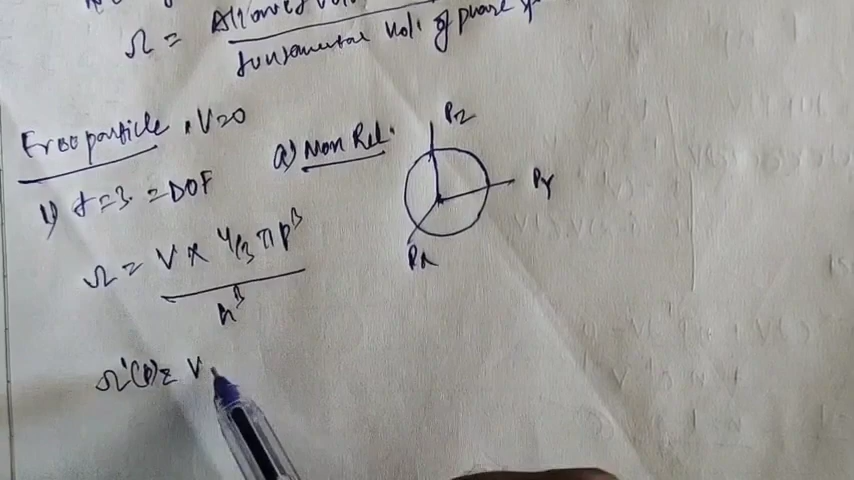 Ω = Allowed Vol
fundamental Vol. of phase
Free particle, V=0
a) Non Rel.
1) f=3 = DOF
Pz
Py
Px
Ω = V × 4/3 π p³
h³
Ω'(p) = V